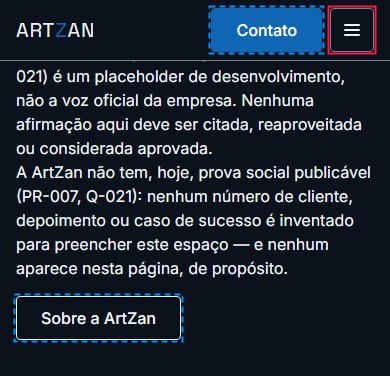 ARTZAN
Contato
021) é um placeholder de desenvolvimento,
não a voz oficial da empresa. Nenhuma
afirmação aqui deve ser citada, reaproveitada
ou considerada aprovada.
A ArtZan não tem, hoje, prova social publicável
(PR-007, Q-021): nenhum número de cliente,
depoimento ou caso de sucesso é inventado
para preencher este espaço — e nenhum
aparece nesta página, de propósito.
Sobre a ArtZan